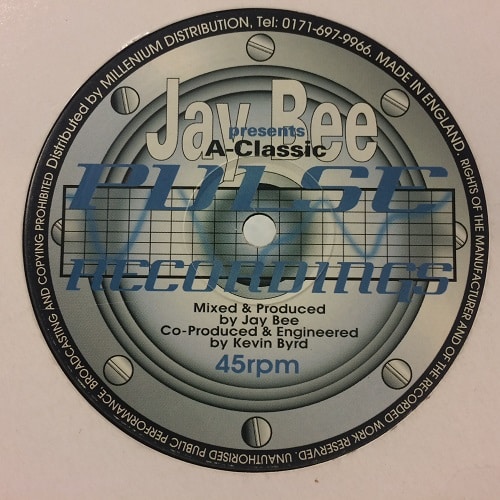 Distributed by MILLENIUM DISTRIBUTION, Tel: 0171-697-9966. MADE IN ENGLAND. RIGHTS OF THE MANUFACTURER AND OF THE RECORDED WORK RESERVED. UNAUTHORISED PUBLIC PERFORMANCE, BROADCASTING AND COPYING PROHIBITED
Jay Bee
presents
A-Classic
PULSE
RECORDINGS
Mixed & Produced
by Jay Bee
Co-Produced & Engineered
by Kevin Byrd
45rpm